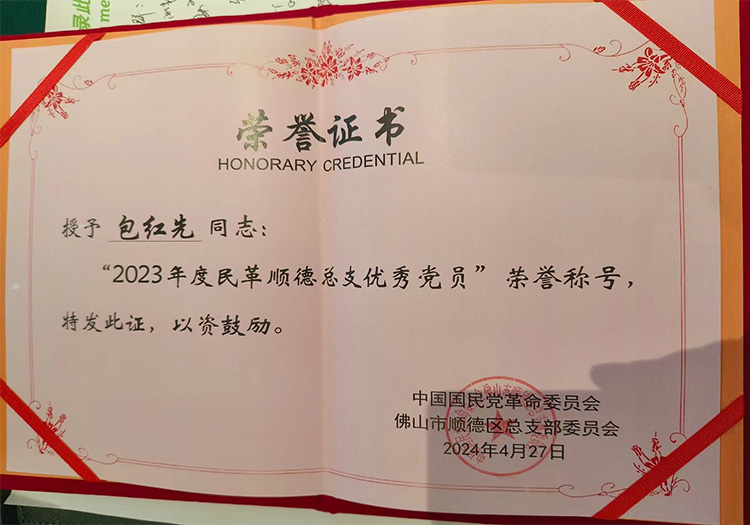 荣誉证书
HONORARY CREDENTIAL
授予 包红先 同志：
“2023年度民革顺德总支优秀党员” 荣誉称号，
特发此证，以资鼓励。
中国国民党革命委员会
佛山市顺德区总支部委员会
2024年4月27日